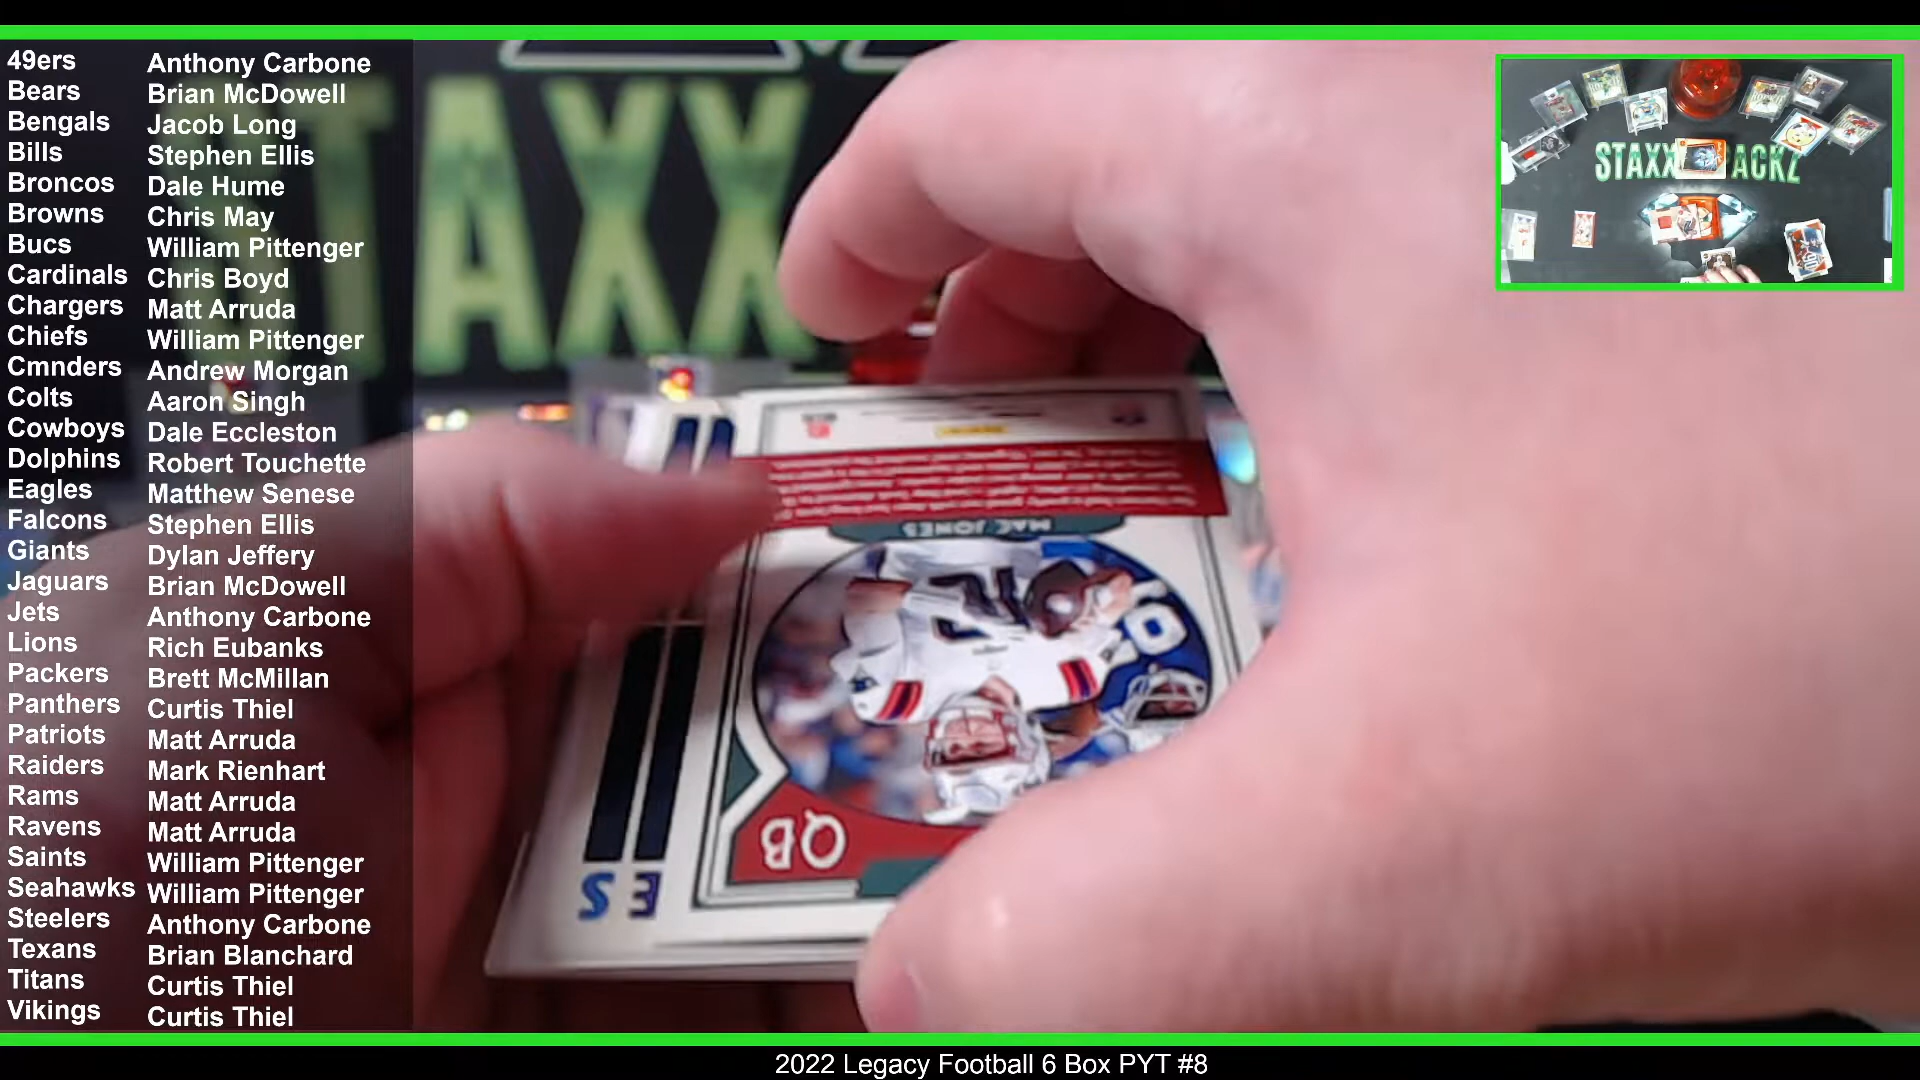 49ers Anthony Carbone
Bears Brian McDowell
Bengals Jacob Long
Bills Stephen Ellis
Broncos Dale Hume
Browns Chris May
Bucs William Pittenger
Cardinals Chris Boyd
Chargers Matt Arruda
Chiefs William Pittenger
Cmnders Andrew Morgan
Colts Aaron Singh
Cowboys Dale Eccleston
Dolphins Robert Touchette
Eagles Matthew Senese
Falcons Stephen Ellis
Giants Dylan Jeffery
Jaguars Brian McDowell
Jets Anthony Carbone
Lions Rich Eubanks
Packers Brett McMillan
Panthers Curtis Thiel
Patriots Matt Arruda
Raiders Mark Rienhart
Rams Matt Arruda
Ravens Matt Arruda
Saints William Pittenger
Seahawks William Pittenger
Steelers Anthony Carbone
Texans Brian Blanchard
Titans Curtis Thiel
Vikings Curtis Thiel
STAXX
STAXX PACKZ
MAC JONES
QB
2022 Legacy Football 6 Box PYT #8